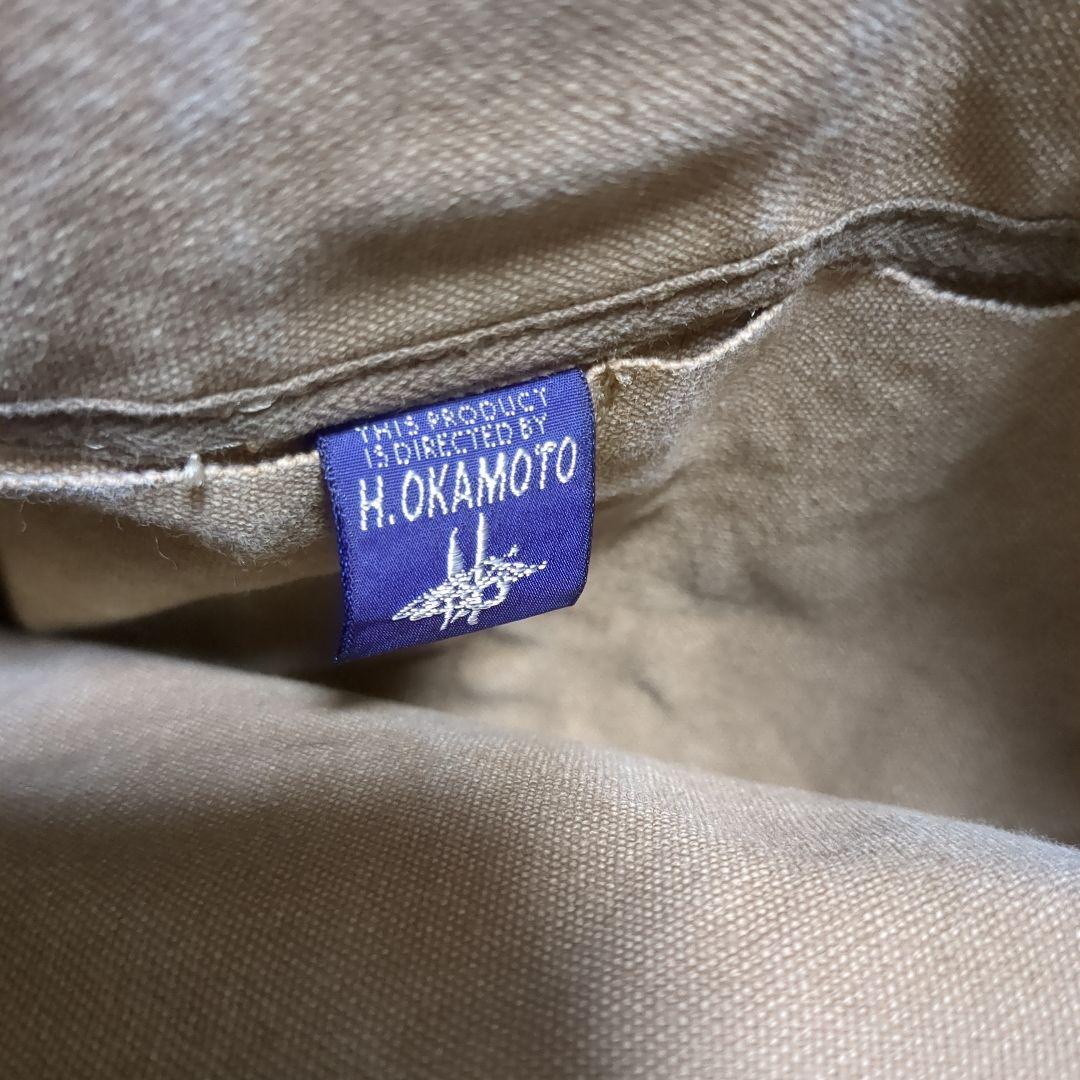 THIS PRODUCT
IS DIRECTED BY
H.OKAMOTO